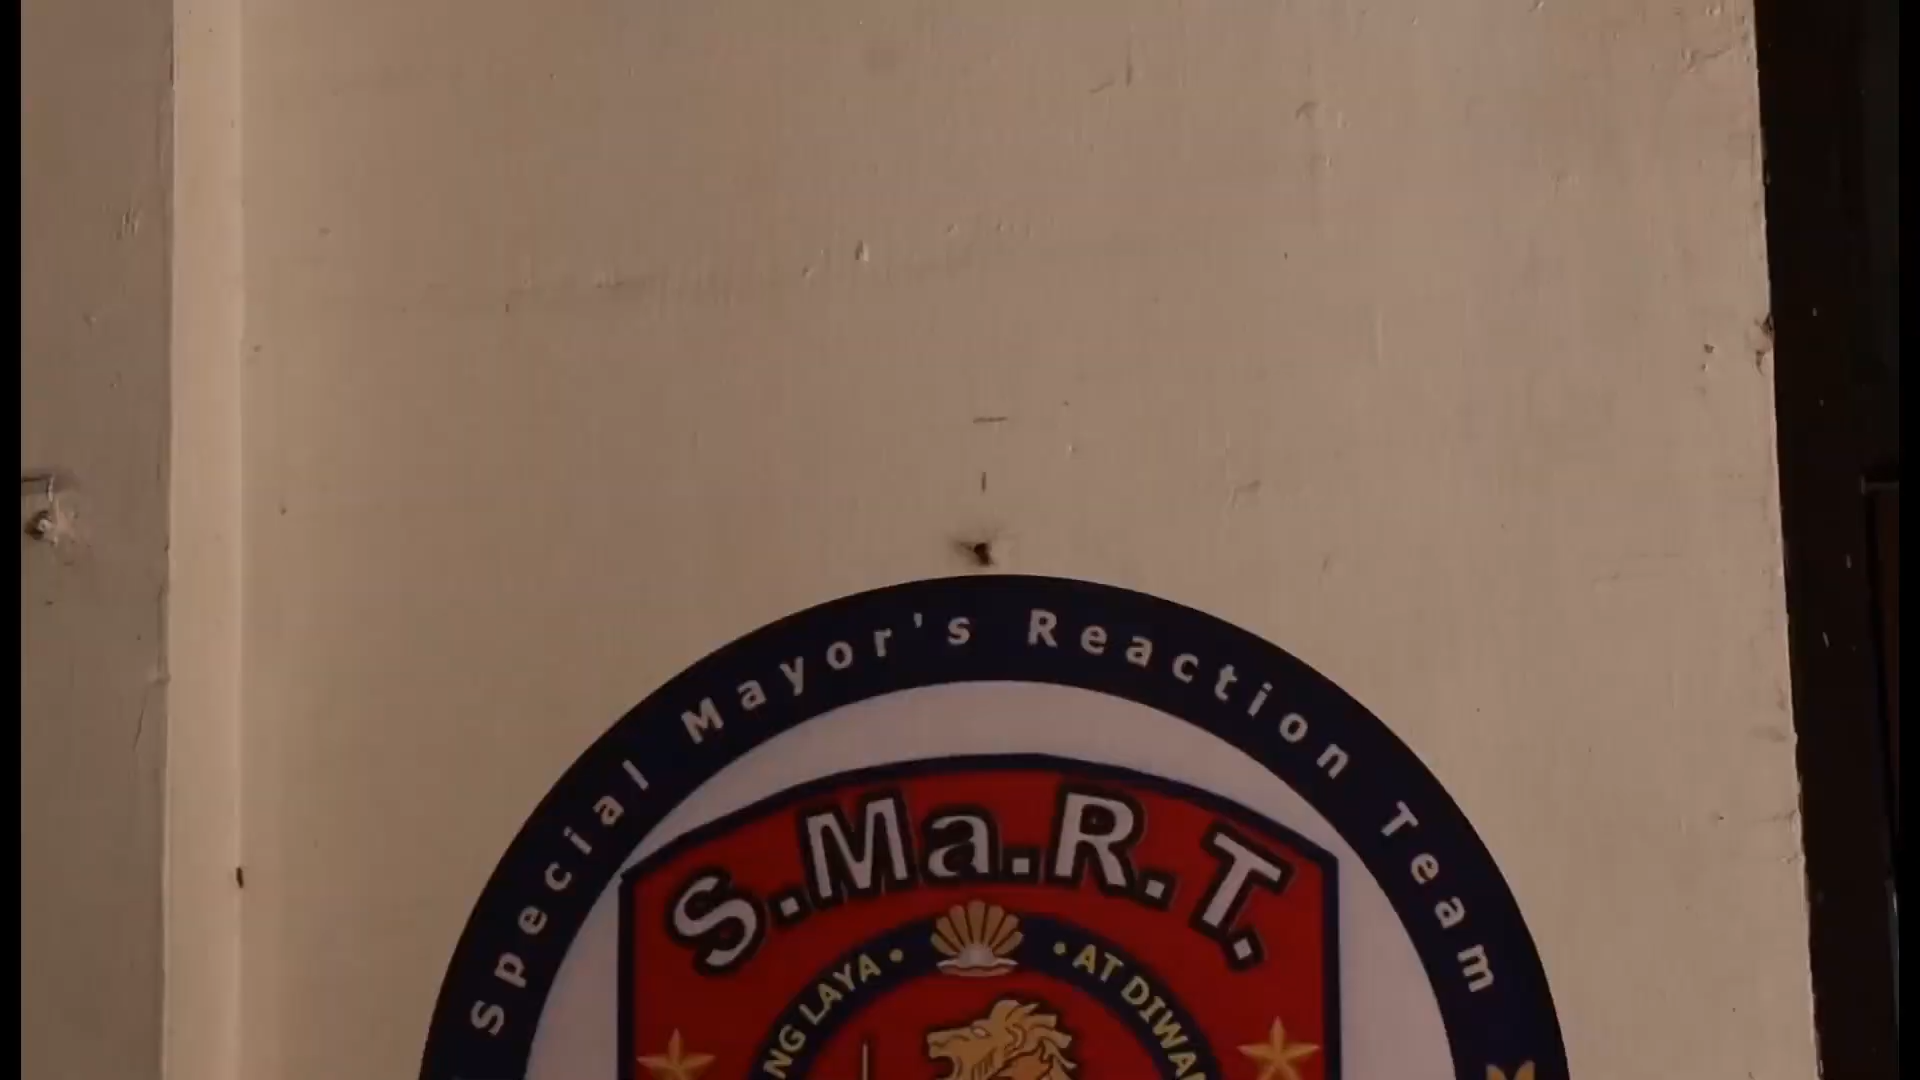 Special Mayor's Reaction Team
S.Ma.R.T.
NG LAYA • • AT DIWA